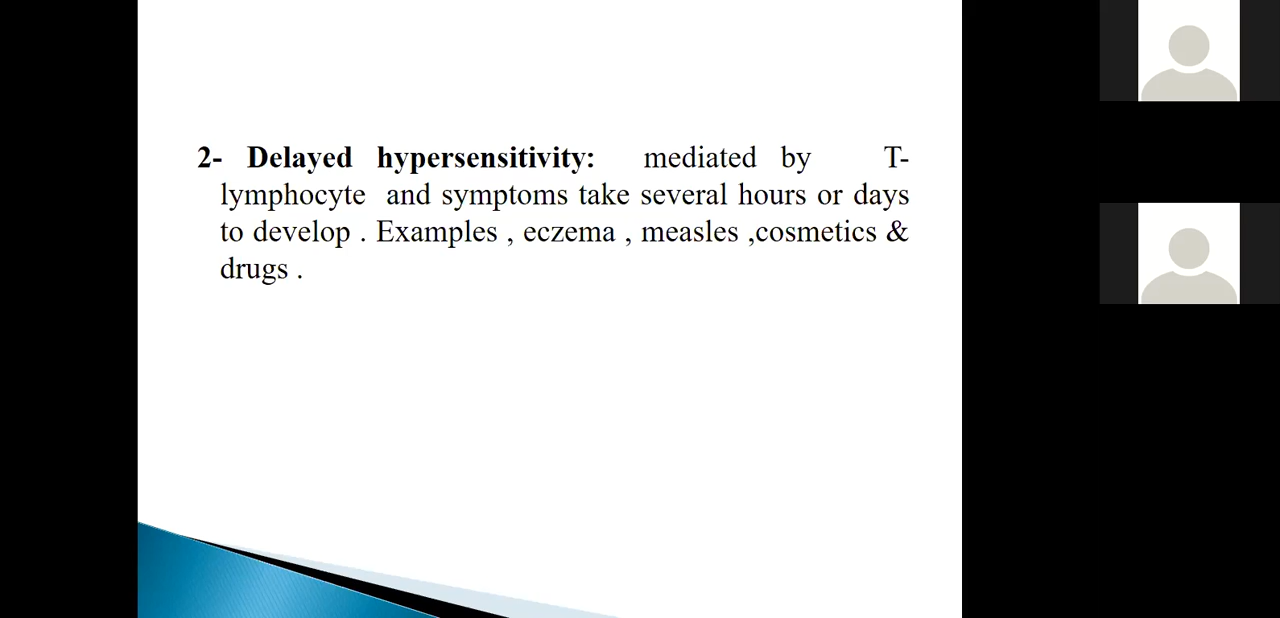 2- Delayed hypersensitivity: mediated by T-
lymphocyte and symptoms take several hours or days
to develop . Examples , eczema , measles ,cosmetics &
drugs .